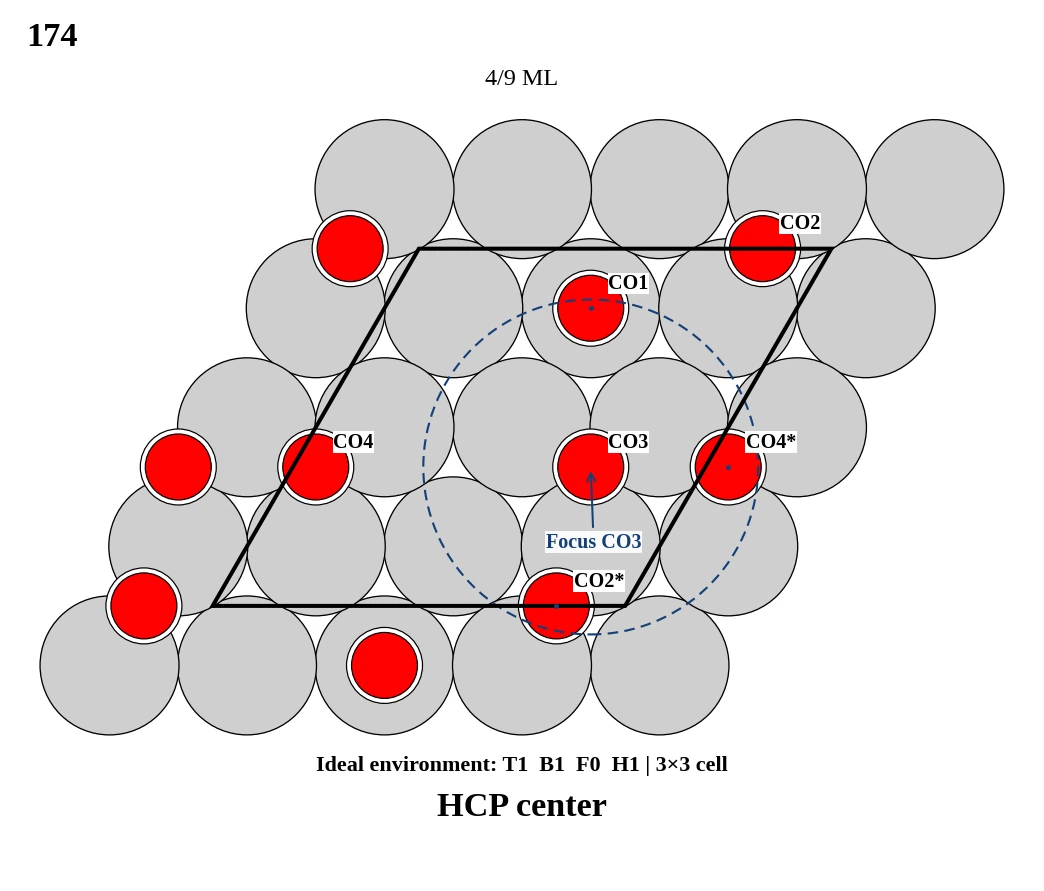 174
4/9 ML
CO2
CO1
CO4
CO3
CO4*
Focus CO3
CO2*
Ideal environment: T1  B1  F0  H1 | 3×3 cell
HCP center